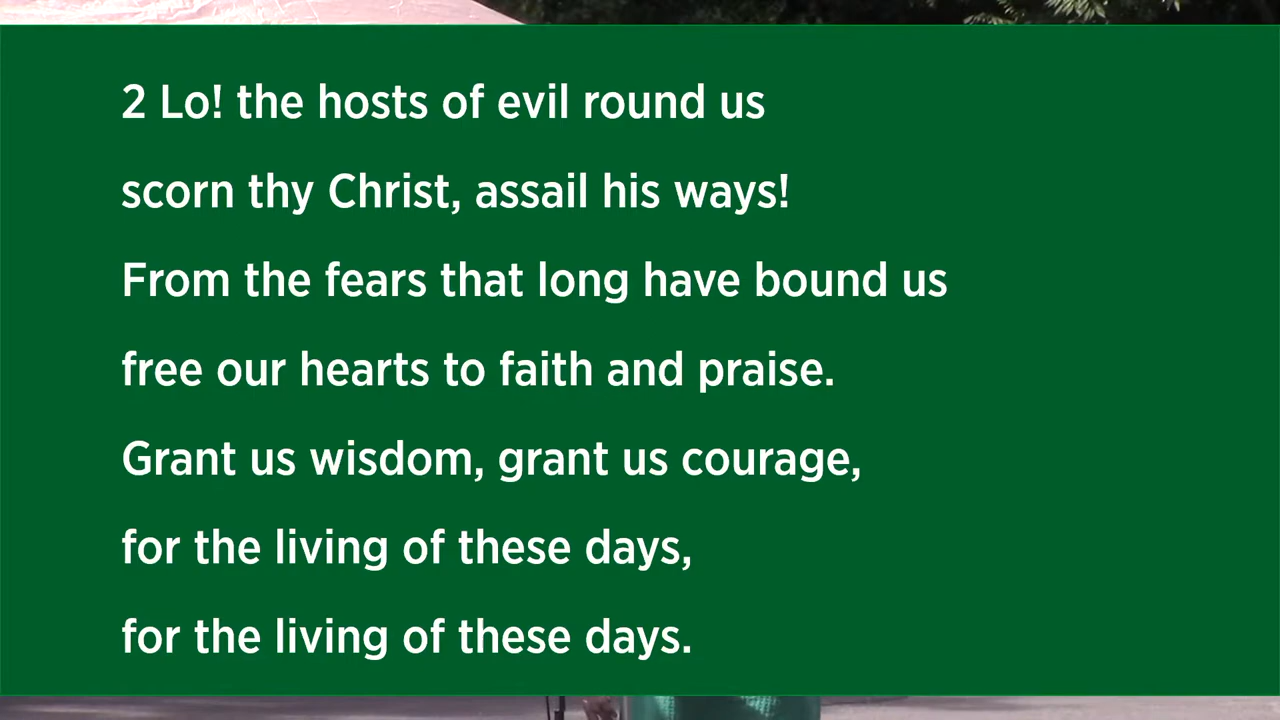 2 Lo! the hosts of evil round us
scorn thy Christ, assail his ways!
From the fears that long have bound us
free our hearts to faith and praise.
Grant us wisdom, grant us courage,
for the living of these days,
for the living of these days.